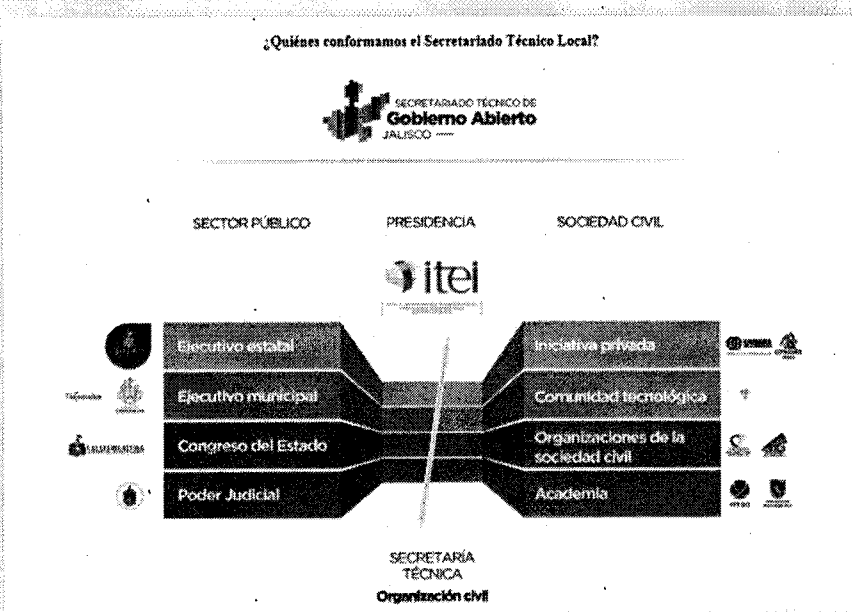 ¿Quiénes conformamos el Secretariado Técnico Local?
SECRETARIADO TÉCNICO DE
Gobierno Abierto
JALISCO
SECTOR PÚBLICO
PRESIDENCIA
SOCIEDAD CIVIL
itei
Ejecutivo estatal
Iniciativa privada
Ejecutivo municipal
Comunidad tecnológica
Congreso del Estado
Organizaciones de la
sociedad civil
Poder Judicial
Academia
SECRETARÍA
TÉCNICA
Organización civil